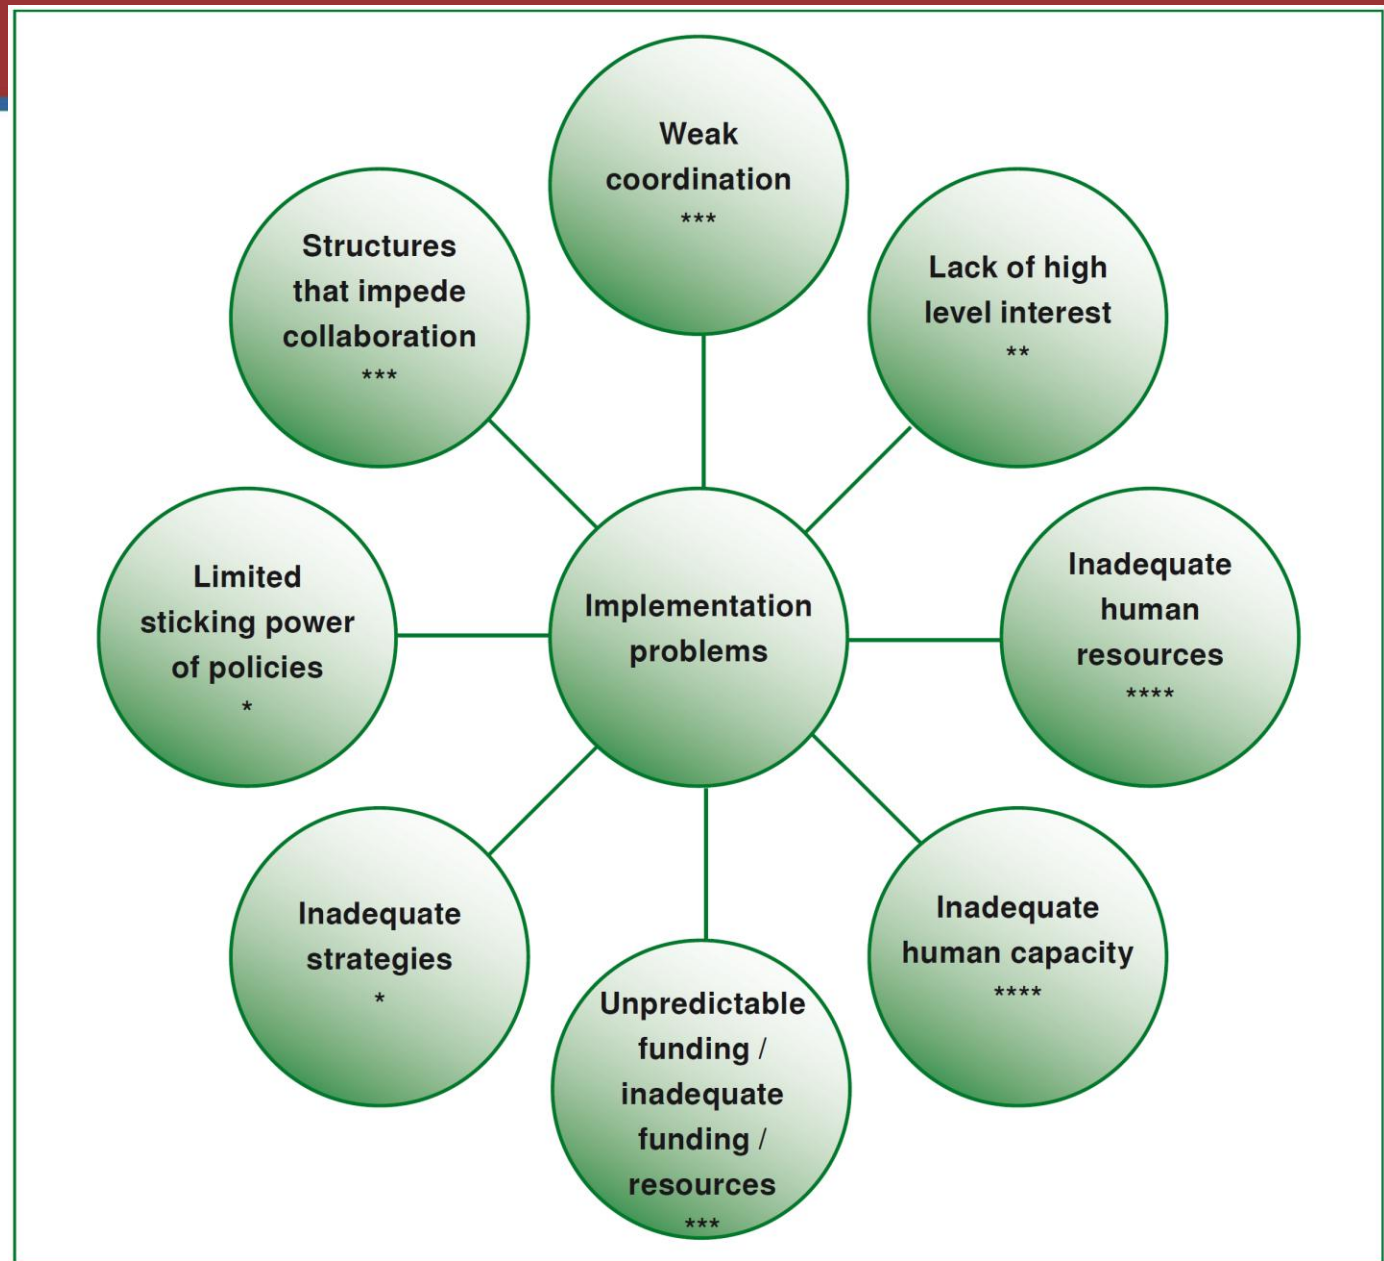 Weak
coordination
***
Structures
that impede
collaboration
***
Lack of high
level interest
**
Limited
sticking power
of policies
*
Implementation
problems
Inadequate
human
resources
****
Inadequate
strategies
*
Inadequate
human capacity
****
Unpredictable
funding /
inadequate
funding /
resources
***